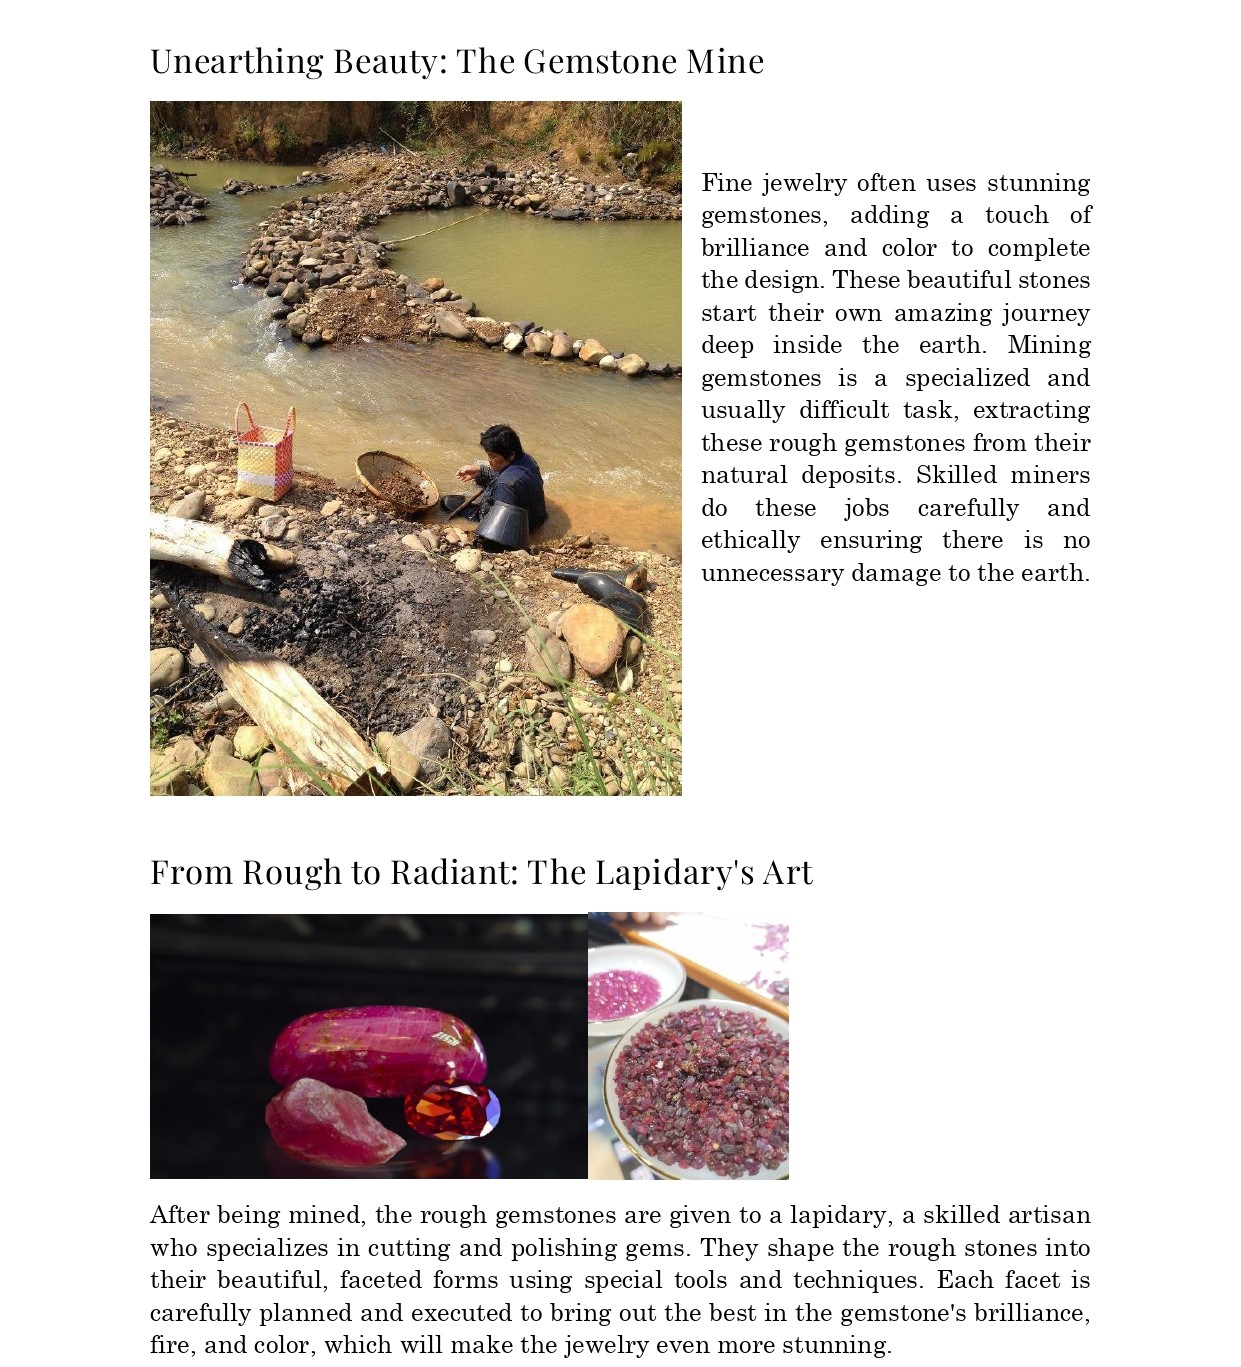 Unearthing Beauty: The Gemstone Mine
Fine jewelry often uses stunning
gemstones, adding a touch of
brilliance and color to complete
the design. These beautiful stones
start their own amazing journey
deep inside the earth. Mining
gemstones is a specialized and
usually difficult task, extracting
these rough gemstones from their
natural deposits. Skilled miners
do these jobs carefully and
ethically ensuring there is no
unnecessary damage to the earth.
From Rough to Radiant: The Lapidary's Art
After being mined, the rough gemstones are given to a lapidary, a skilled artisan
who specializes in cutting and polishing gems. They shape the rough stones into
their beautiful, faceted forms using special tools and techniques. Each facet is
carefully planned and executed to bring out the best in the gemstone's brilliance,
fire, and color, which will make the jewelry even more stunning.